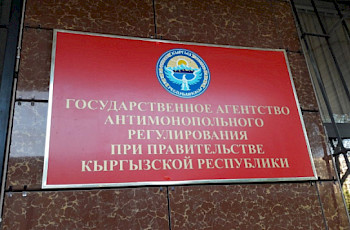 ГОСУДАРСТВЕННОЕ АГЕНТСТВО
АНТИМОНОПОЛЬНОГО
РЕГУЛИРОВАНИЯ
ПРИ ПРАВИТЕЛЬСТВЕ
КЫРГЫЗСКОЙ РЕСПУБЛИКИ